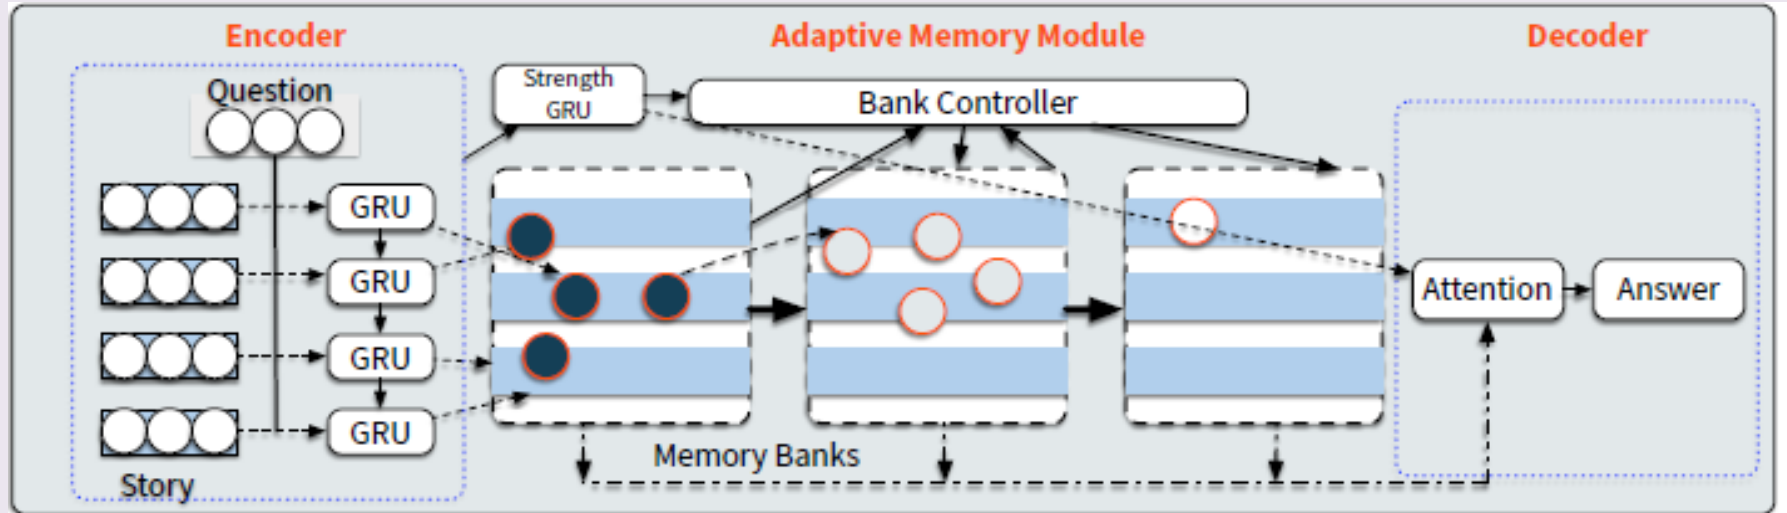 Encoder
Adaptive Memory Module
Decoder
Question
Strength
GRU
Bank Controller
GRU
GRU
GRU
GRU
Attention
Answer
Memory Banks
Story